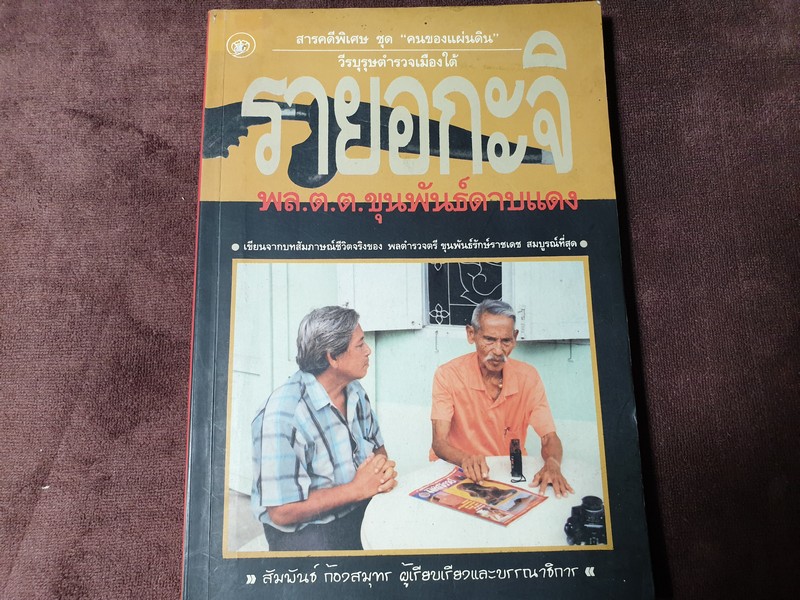 สารคดีพิเศษ ชุด "คนของแผ่นดิน"
วีรบุรุษตำรวจเมืองใต้
รายอกะจิ
พล.ต.ต.ขุนพันธ์ดาบแดง
• เขียนจากบทสัมภาษณ์ชีวิตจริงของ พลตำรวจตรี ขุนพันธ์รักษ์ราชเดช สมบูรณ์ที่สุด •
» สัมพันธ์ ก้องสมุทร ผู้เรียบเรียงและบรรณาธิการ «